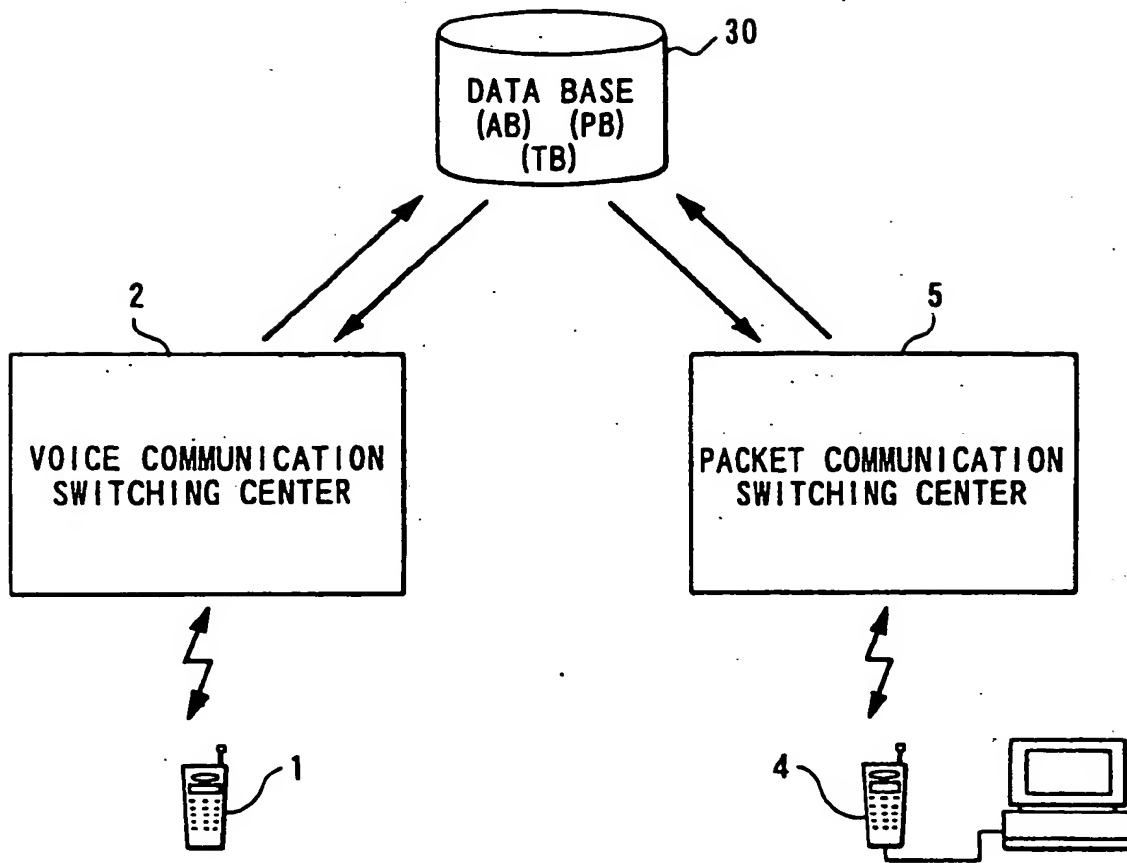 30
DATA BASE
(AB) (PB)
(TB)
2
5
VOICE COMMUNICATION
SWITCHING CENTER
PACKET COMMUNICATION
SWITCHING CENTER
1
4